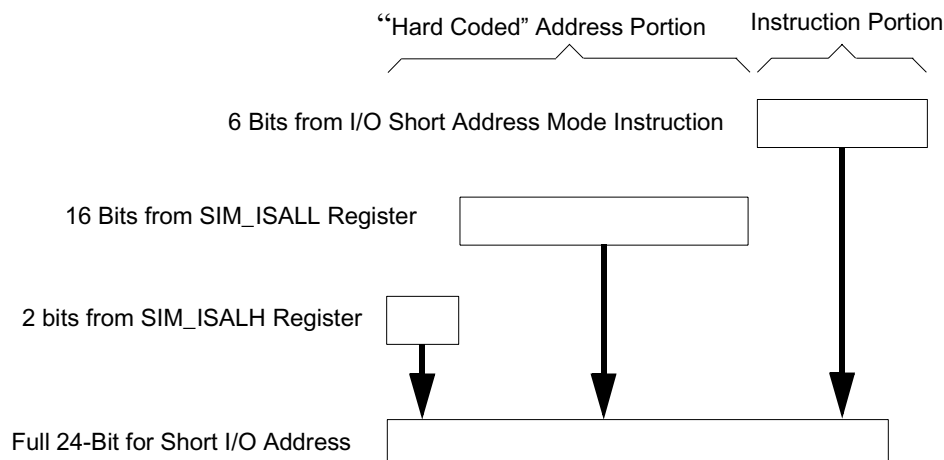 “Hard Coded” Address Portion
Instruction Portion
6 Bits from I/O Short Address Mode Instruction
16 Bits from SIM_ISALL Register
2 bits from SIM_ISALH Register
Full 24-Bit for Short I/O Address